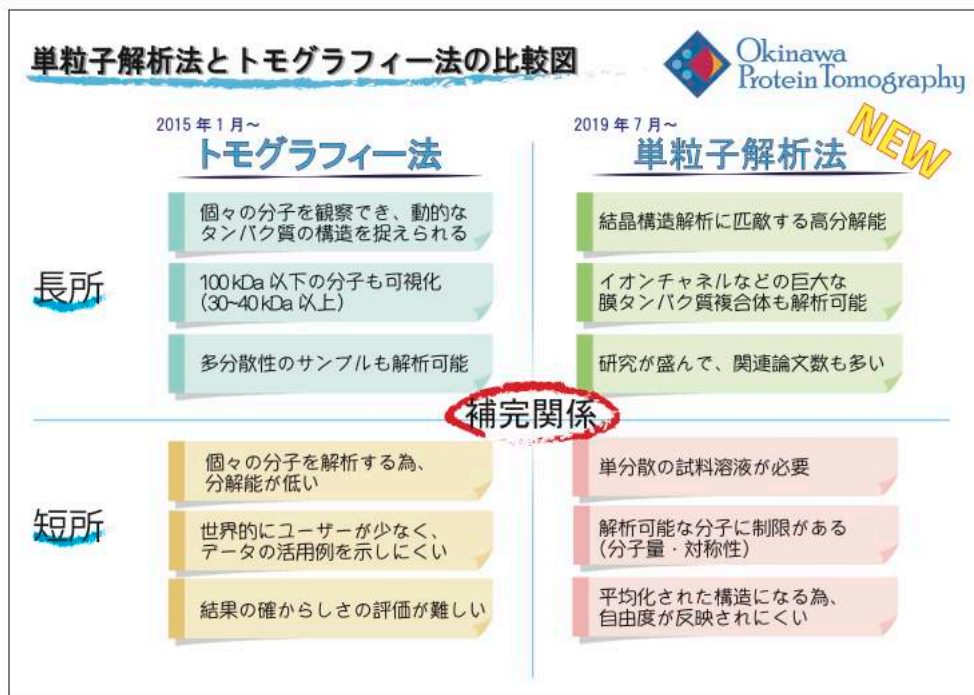 単粒子解析法とトモグラフィー法の比較図
Okinawa
Protein Tomography
2015年1月~
トモグラフィー法
2019年7月~
単粒子解析法
NEW
長所
個々の分子を観察でき、動的な
タンパク質の構造を捉えられる
100kDa以下の分子も可視化
(30~40kDa以上)
多分散性のサンプルも解析可能
結晶構造解析に匹敵する高分解能
イオンチャネルなどの巨大な
膜タンパク質複合体も解析可能
研究が盛んで、関連論文数も多い
補完関係
短所
個々の分子を解析する為、
分解能が低い
世界的にユーザーが少なく、
データの活用例を示しにくい
結果の確からしさの評価が難しい
単分散の試料溶液が必要
解析可能な分子に制限がある
(分子量・対称性)
平均化された構造になる為、
自由度が反映されにくい